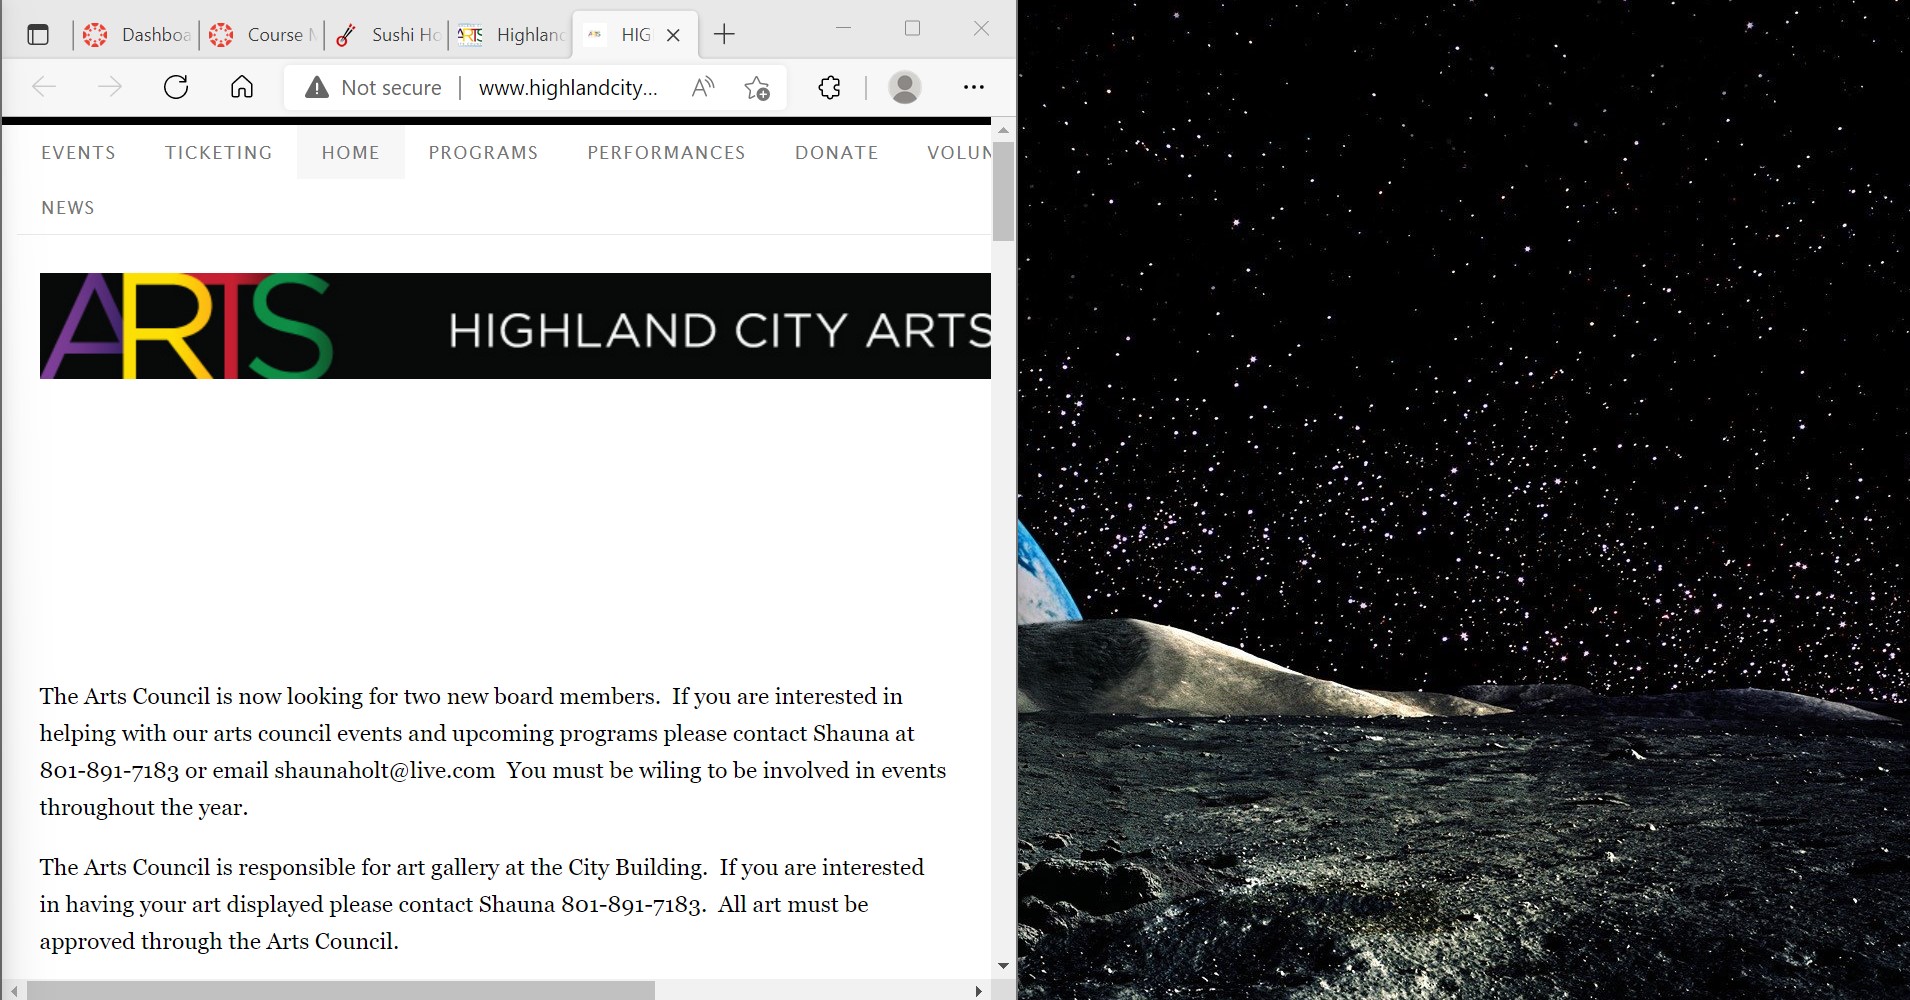 Dashboa
Course M
Sushi Ho
ARTS
Highland
HIG
Not secure
www.highlandcity...
EVENTS TICKETING HOME PROGRAMS PERFORMANCES DONATE VOLUN
NEWS
ARTS HIGHLAND CITY ARTS
The Arts Council is now looking for two new board members.  If you are interested in
helping with our arts council events and upcoming programs please contact Shauna at
801-891-7183 or email shaunaholt@live.com  You must be wiling to be involved in events
throughout the year.
The Arts Council is responsible for art gallery at the City Building.  If you are interested
in having your art displayed please contact Shauna 801-891-7183.  All art must be
approved through the Arts Council.